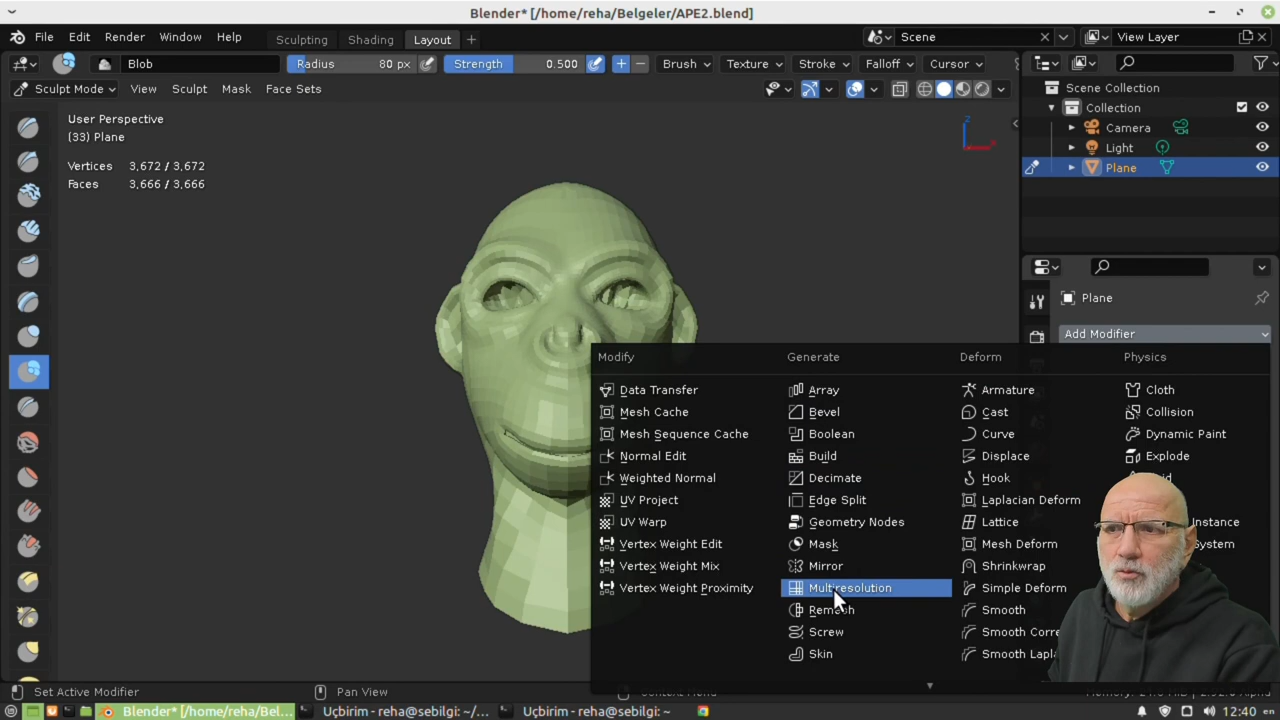 Blender* [/home/reha/Belgeler/APE2.blend]
File Edit Render Window Help Sculpting Shading Layout Scene View Layer
Blob Radius 80 px Strength 0.500 Brush Texture Stroke Falloff Cursor
Sculpt Mode View Sculpt Mask Face Sets
Scene Collection
Collection
Camera
Light
Plane
User Perspective
(33) Plane
Vertices 3,672 / 3,672
Faces 3,666 / 3,666
Z
Plane
Add Modifier
Modify Generate Deform Physics
Data Transfer Array Armature Cloth
Mesh Cache Bevel Cast Collision
Mesh Sequence Cache Boolean Curve Dynamic Paint
Normal Edit Build Displace Explode
Weighted Normal Decimate Hook
UV Project Edge Split Laplacian Deform
UV Warp Geometry Nodes Lattice Instance
Vertex Weight Edit Mask Mesh Deform System
Vertex Weight Mix Mirror Shrinkwrap
Vertex Weight Proximity Multiresolution Simple Deform
Remesh Smooth
Screw Smooth Corre
Skin Smooth Lapl
Set Active Modifier Pan View
Blender* [/home/reha/Bel... Uçbirim - reha@sebilgi: ~/... Uçbirim - reha@sebilgi: ~ 12:40 en